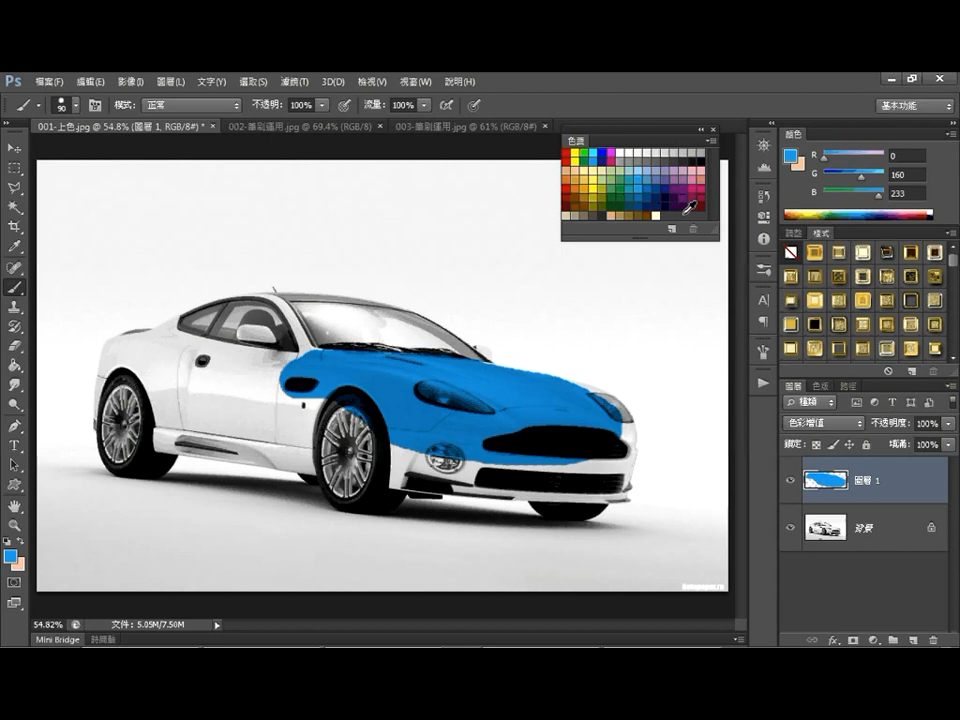 Ps 檔案(F) 編輯(E) 影像(I) 圖層(L) 文字(Y) 選取(S) 濾鏡(T) 3D(D) 檢視(V) 視窗(W) 說明(H)
90 模式: 正常 不透明: 100% 流量: 100% 基本功能
001-上色.jpg @ 54.8% (圖層 1, RGB/8#) * × 002-筆刷運用.jpg @ 69.4% (RGB/8) × 003-筆刷運用.jpg @ 61% (RGB/8#) ×
色票
顏色
R 0
G 160
B 233
調整 樣式
圖層 色版 路徑
種類
色彩增值 不透明度: 100%
鎖定: 填滿: 100%
圖層 1
背景
54.82% 文件: 5.05M/7.50M
Mini Bridge 時間軸